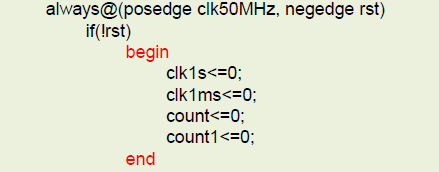 always@(posedge clk50MHz, negedge rst)
if(!rst)
begin
clk1s<=0;
clk1ms<=0;
count<=0;
count1<=0;
end